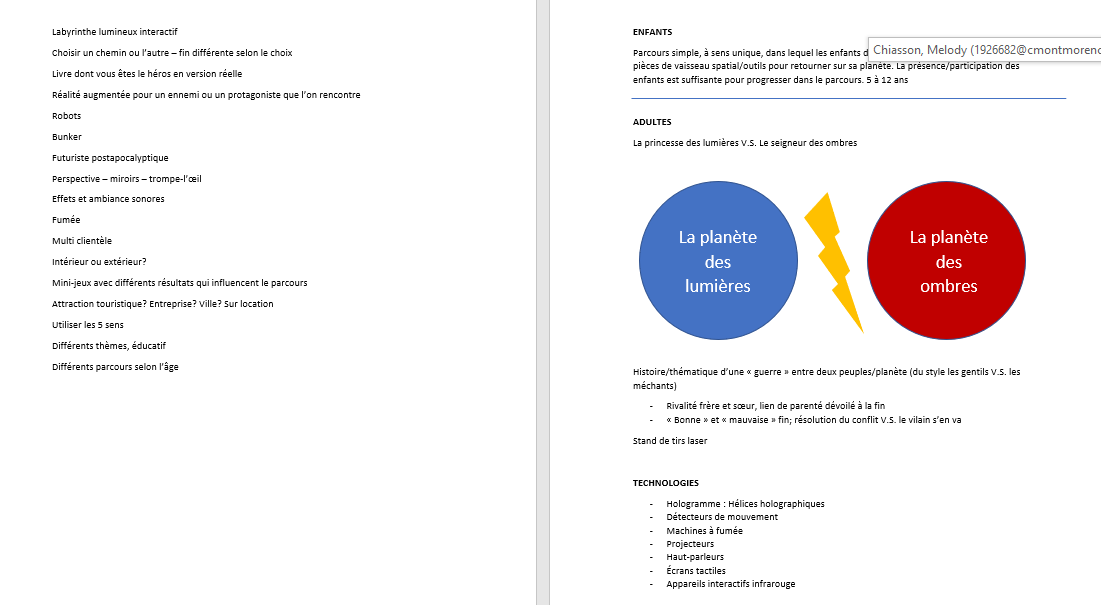 Labyrinthe lumineux interactif
Choisir un chemin ou l'autre – fin différente selon le choix
Livre dont vous êtes le héros en version réelle
Réalité augmentée pour un ennemi ou un protagoniste que l'on rencontre
Robots
Bunker
Futuriste postapocalyptique
Perspective – miroirs – trompe-l'œil
Effets et ambiance sonores
Fumée
Multi clientèle
Intérieur ou extérieur?
Mini-jeux avec différents résultats qui influencent le parcours
Attraction touristique? Entreprise? Ville? Sur location
Utiliser les 5 sens
Différents thèmes, éducatif
Différents parcours selon l'âge
ENFANTS
Parcours simple, à sens unique, dans lequel les enfants
Chiasson, Melody (1926682@cmontmorenc
pièces de vaisseau spatial/outils pour retourner sur sa planète. La présence/participation des
enfants est suffisante pour progresser dans le parcours. 5 à 12 ans
ADULTES
La princesse des lumières V.S. Le seigneur des ombres
La planète
des
lumières
La planète
des
ombres
Histoire/thématique d'une « guerre » entre deux peuples/planète (du style les gentils V.S. les
méchants)
- Rivalité frère et sœur, lien de parenté dévoilé à la fin
- « Bonne » et « mauvaise » fin; résolution du conflit V.S. le vilain s'en va
Stand de tirs laser
TECHNOLOGIES
- Hologramme : Hélices holographiques
- Détecteurs de mouvement
- Machines à fumée
- Projecteurs
- Haut-parleurs
- Écrans tactiles
- Appareils interactifs infrarouge